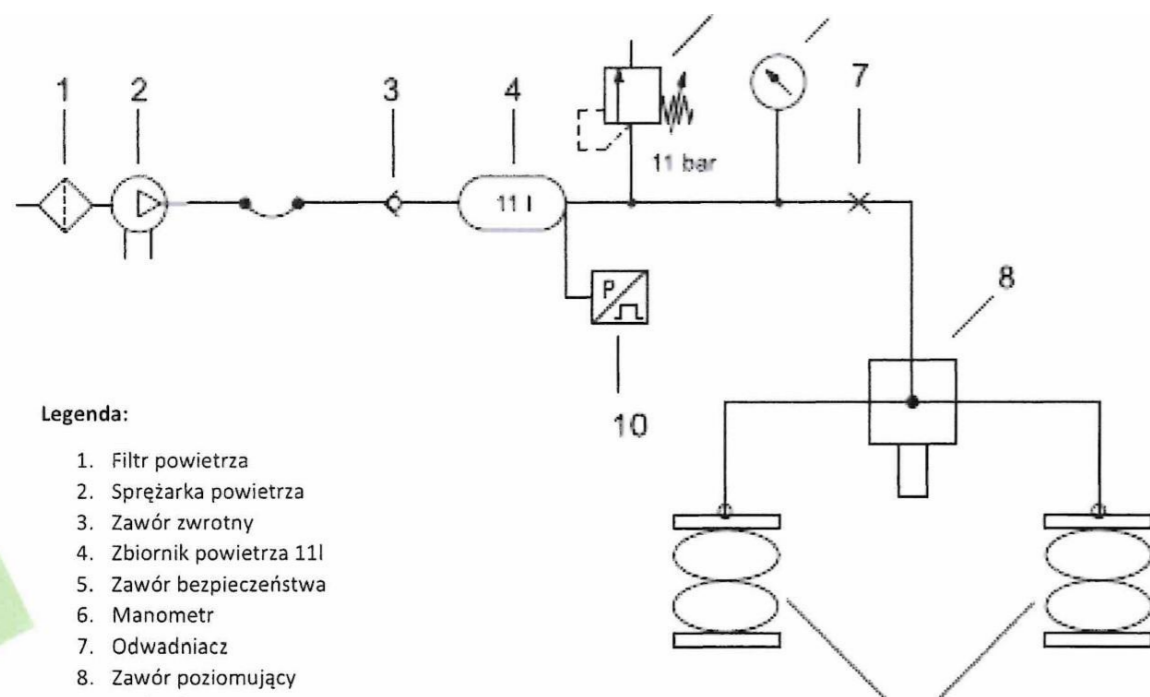 1
2
3
4
7
11 bar
11 l
P
8
10
Legenda:
1. Filtr powietrza
2. Sprężarka powietrza
3. Zawór zwrotny
4. Zbiornik powietrza 11l
5. Zawór bezpieczeństwa
6. Manometr
7. Odwadniacz
8. Zawór poziomujący